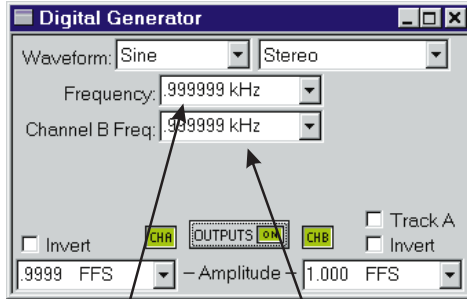 Digital Generator
Waveform: Sine Stereo
Frequency: .999999 kHz
Channel B Freq: .999999 kHz
Track A
CHA OUTPUTS ON CHB
Invert Invert
.9999 FFS Amplitude 1.000 FFS